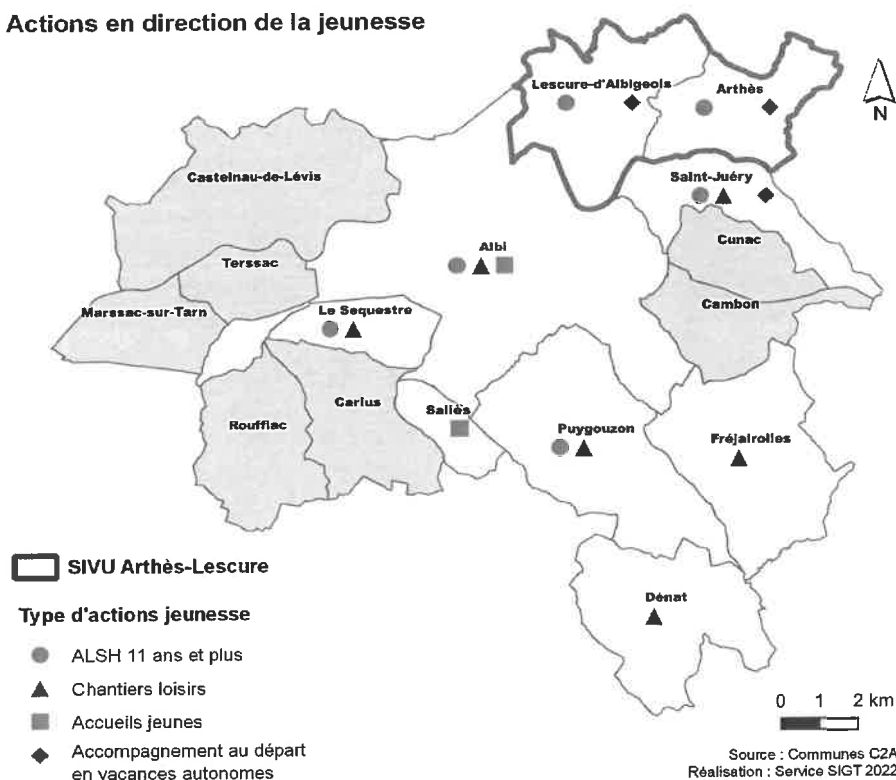 Actions en direction de la jeunesse
Lescure-d'Albigeois
Arthès
N
Castelnau-de-Lévis
Saint-Juéry
Albi
Cunac
Terssac
Marssac-sur-Tarn
Le Sequestre
Cambon
Carlus
Saliès
Rouffiac
Puygouzon
Fréjairolles
Dénat
SIVU Arthès-Lescure
Type d'actions jeunesse
ALSH 11 ans et plus
Chantiers loisirs
Accueils jeunes
Accompagnement au départ
en vacances autonomes
0 1 2 km
Source : Communes C2A
Réalisation : Service SIGT 2022